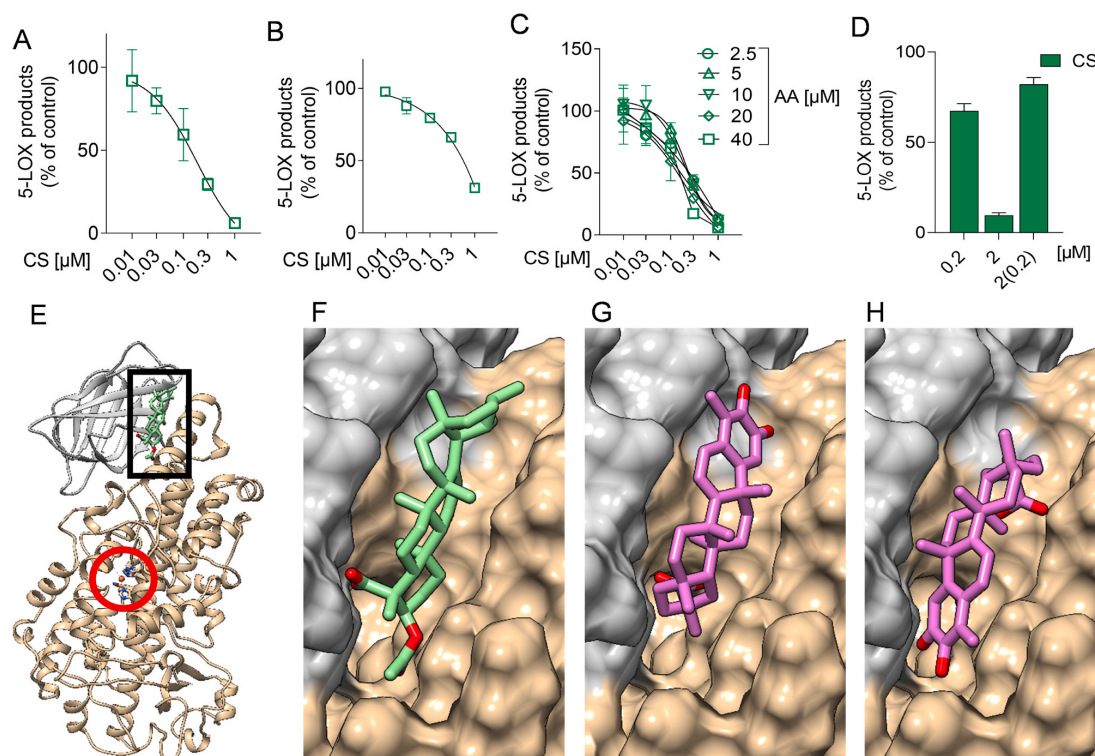 A
5-LOX products
(% of control)
100
50
0
CS [µM]
0.01
0.03
0.1
0.3
1
B
5-LOX products
(% of control)
100
50
0
CS [µM]
0.01
0.03
0.1
0.3
1
C
5-LOX products
(% of control)
150
100
50
0
CS [µM]
0.01
0.03
0.1
0.3
1
2.5
5
10
20
40
AA [µM]
D
5-LOX products
(% of control)
100
50
0
CS
0.2
2
2(0.2)
[µM]
E
F
G
H